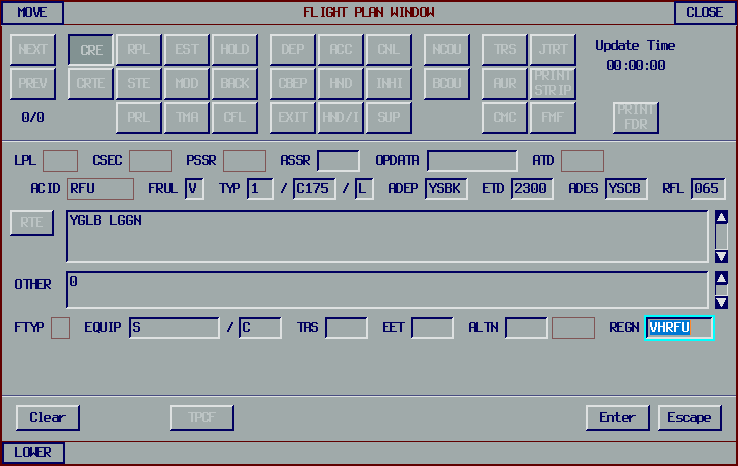 MOVE FLIGHT PLAN WINDOW CLOSE
NEXT CRE RPL EST HOLD DEP ACC CNL NCOU TRS JTRT Update Time
00:00:00
PREV CRTE STE MOD BACK CBEP HND INHI BCOU AUR PRINT STRIP
0/0 PRL TMA CFL EXIT HND/I SUP CMC FMF PRINT FDR
LPL CSEC PSSR ASSR OPDATA ATD
ACID RFU FRUL V TYP 1 / C175 / L ADEP YSBK ETD 2300 ADES YSCB RFL 065
RTE YGLB LGGN
OTHER 0
FTYP EQUIP S / C TAS EET ALTN REGN VHRFU
Clear TPCF Enter Escape
LOWER